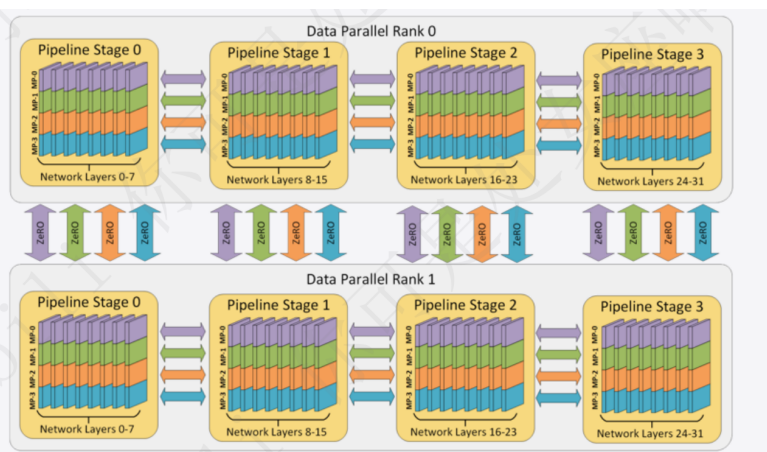 Data Parallel Rank 0
Pipeline Stage 0
MP-0
MP-1
MP-2
MP-3
Network Layers 0-7
Pipeline Stage 1
MP-0
MP-1
MP-2
MP-3
Network Layers 8-15
Pipeline Stage 2
MP-0
MP-1
MP-2
MP-3
Network Layers 16-23
Pipeline Stage 3
MP-0
MP-1
MP-2
MP-3
Network Layers 24-31
ZeRO ZeRO ZeRO ZeRO
ZeRO ZeRO ZeRO ZeRO
ZeRO ZeRO ZeRO ZeRO
ZeRO ZeRO ZeRO ZeRO
Data Parallel Rank 1
Pipeline Stage 0
MP-0
MP-1
MP-2
MP-3
Network Layers 0-7
Pipeline Stage 1
MP-0
MP-1
MP-2
MP-3
Network Layers 8-15
Pipeline Stage 2
MP-0
MP-1
MP-2
MP-3
Network Layers 16-23
Pipeline Stage 3
MP-0
MP-1
MP-2
MP-3
Network Layers 24-31